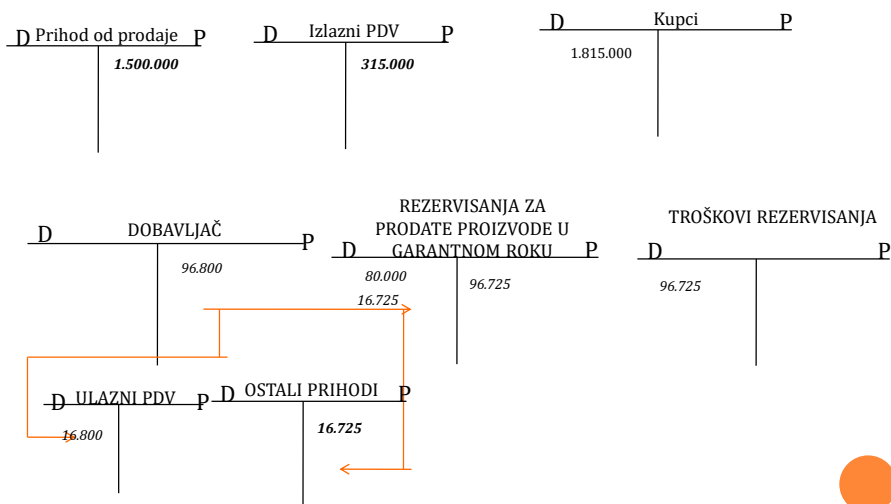 D Prihod od prodaje P
1.500.000
D Izlazni PDV P
315.000
D Kupci P
1.815.000
D DOBAVLJAČ P
96.800
REZERVISANJA ZA
PRODATE PROIZVODE U
D GARANTNOM ROKU P
80.000 96.725
16.725
TROŠKOVI REZERVISANJA
D P
96.725
D ULAZNI PDV P
16.800
D OSTALI PRIHODI P
16.725